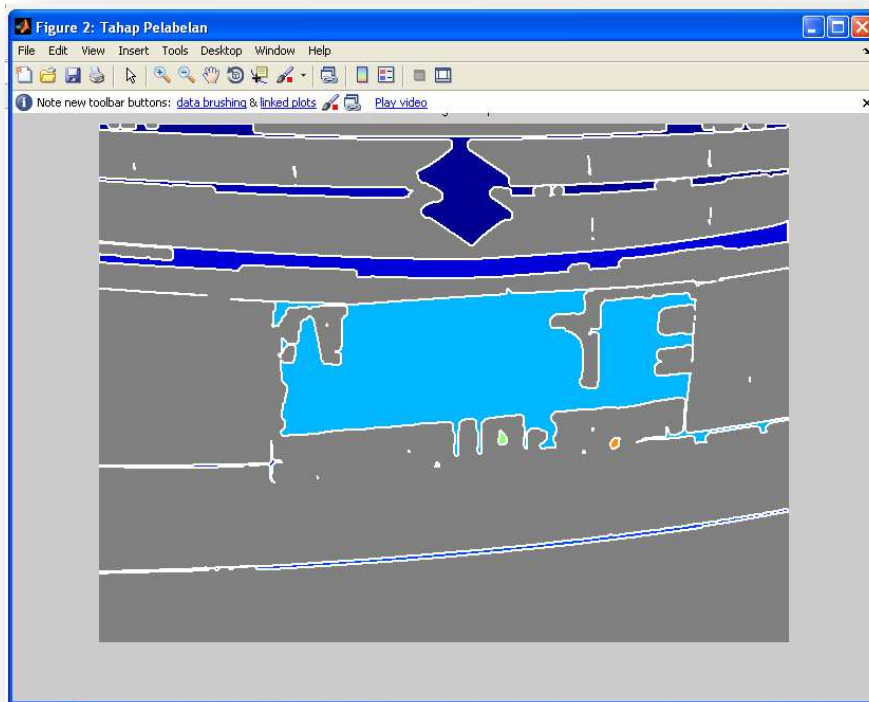 Figure 2: Tahap Pelabelan
File Edit View Insert Tools Desktop Window Help
Note new toolbar buttons: data brushing & linked plots Play video